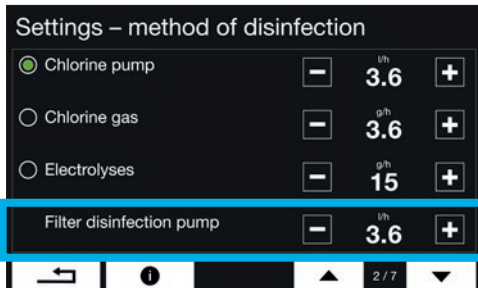 Settings – method of disinfection
Chlorine pump
l/h
3.6
Chlorine gas
g/h
3.6
Electrolyses
g/h
15
Filter disinfection pump
l/h
3.6
2/7